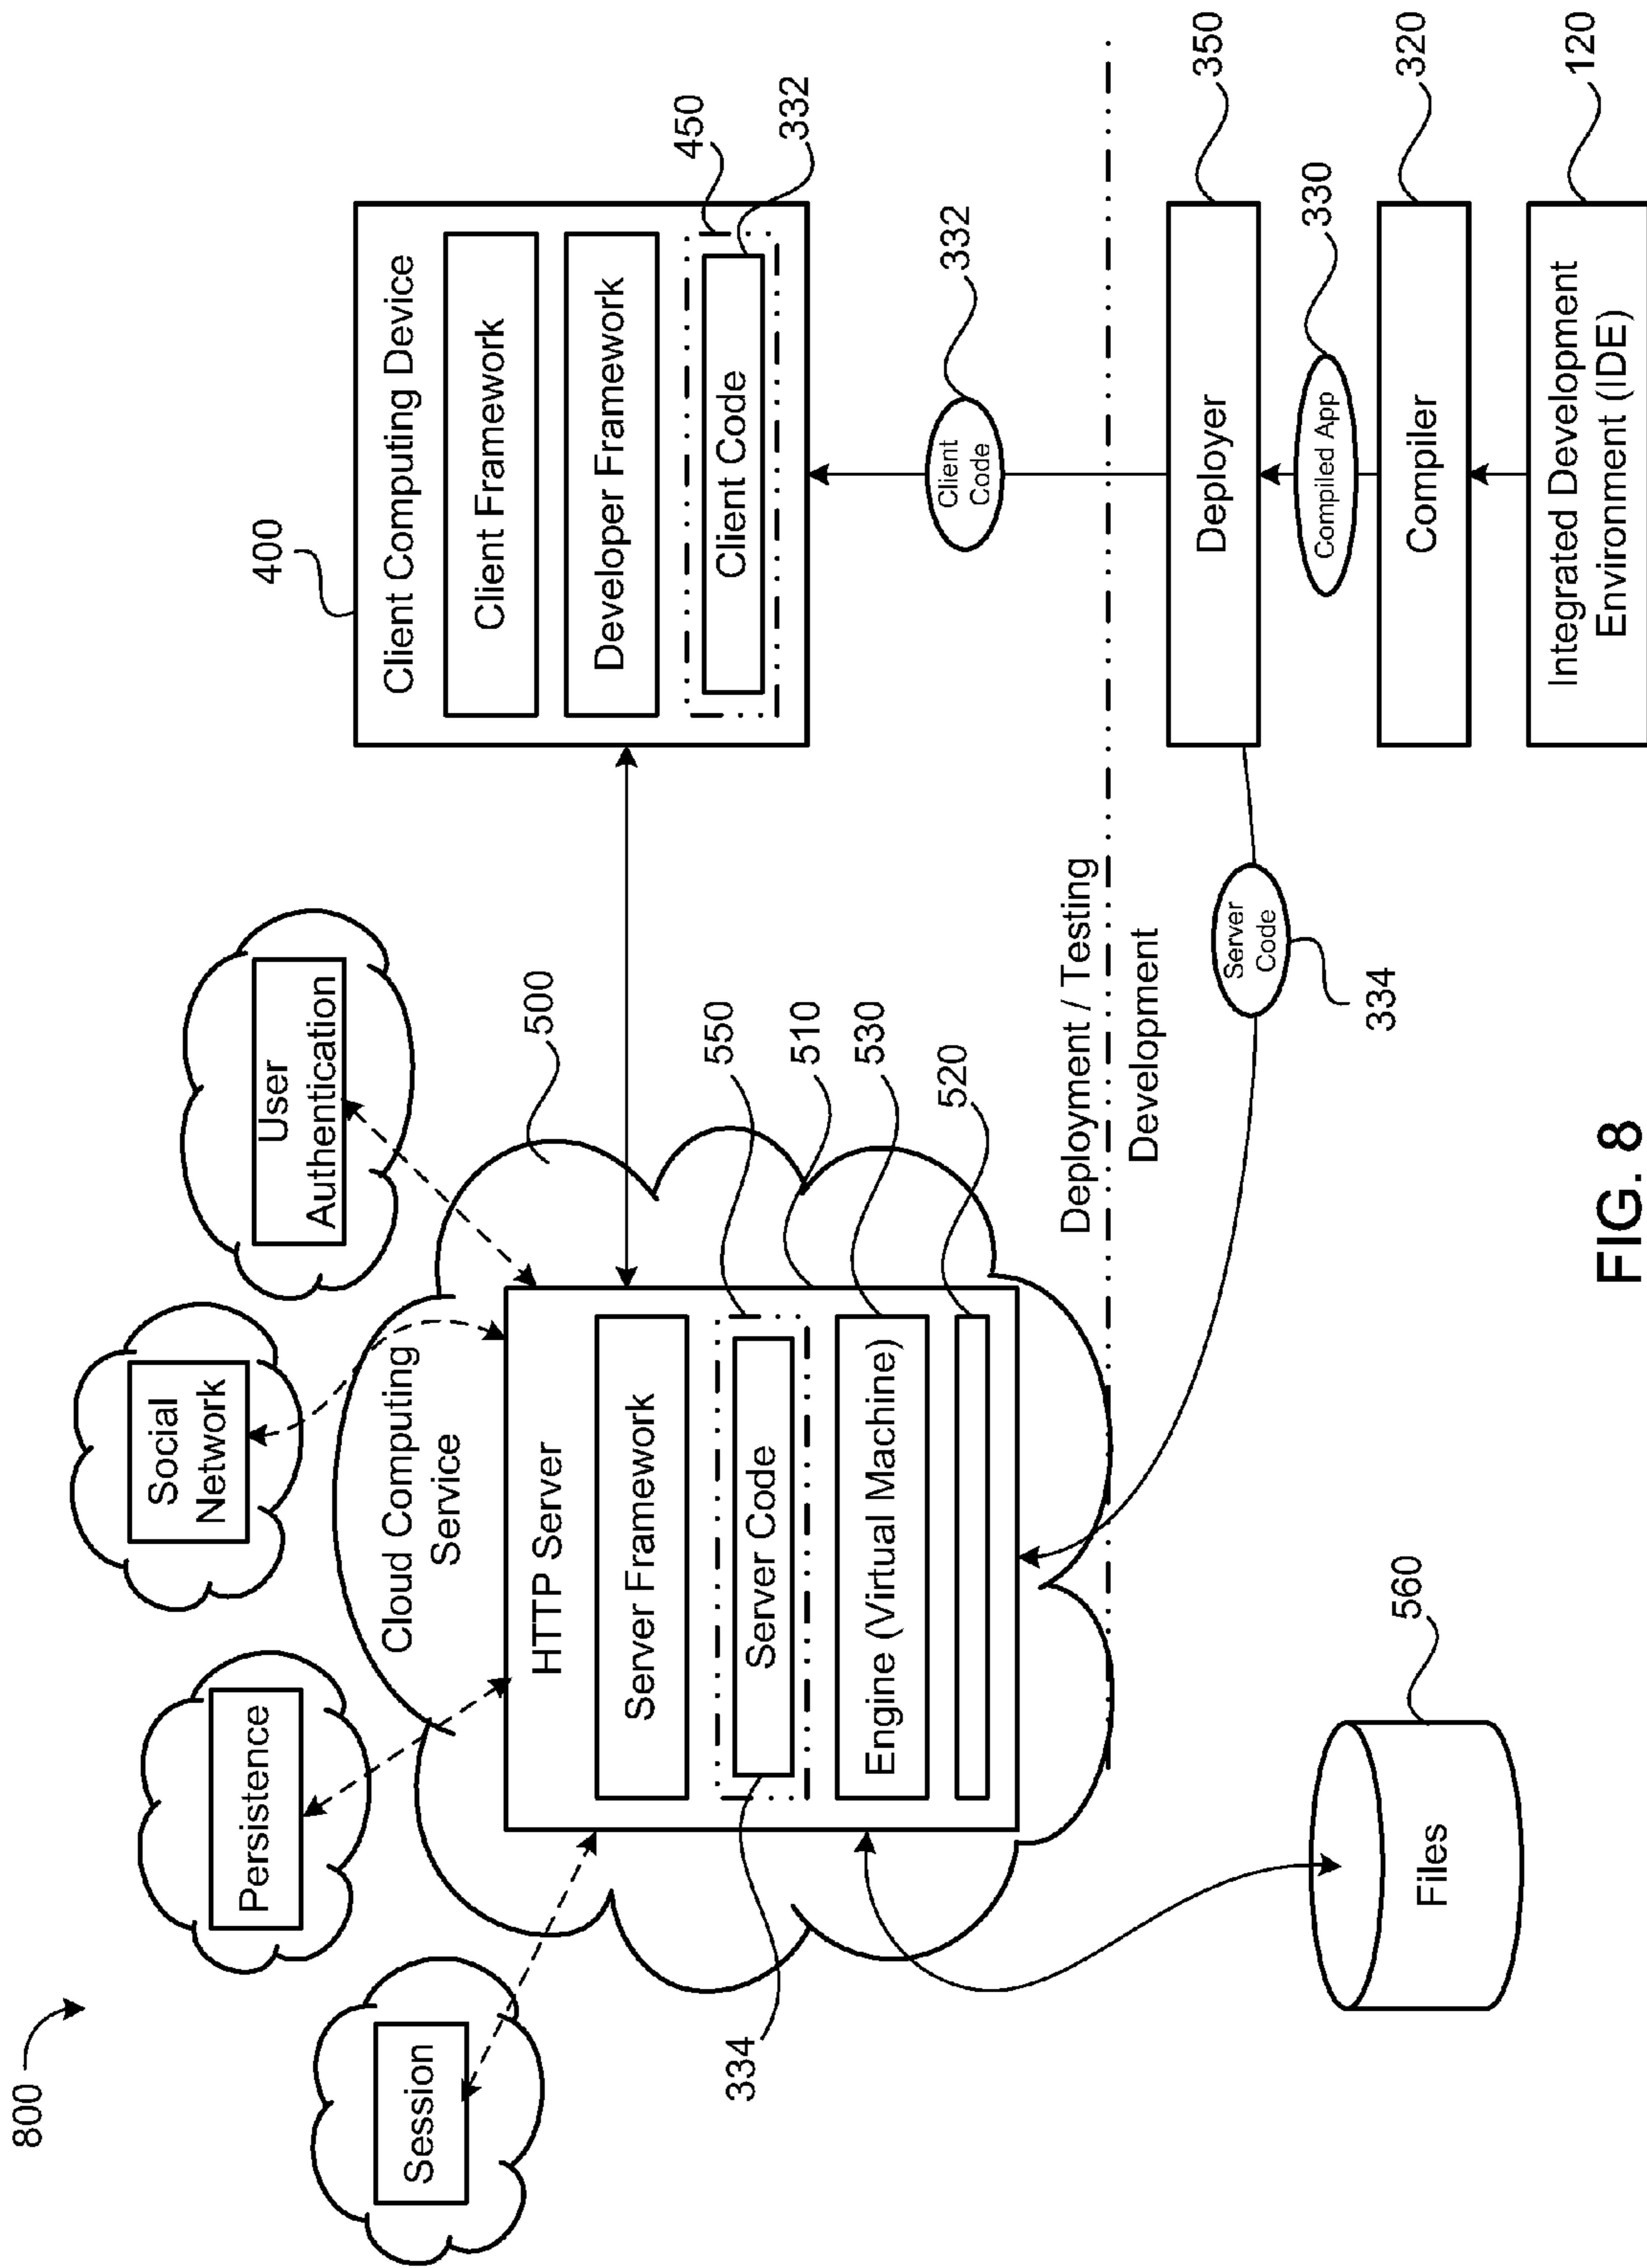 800
Session
Persistence
Social
Network
User
Authentication
Cloud Computing
Service
500
HTTP Server
Server Framework
Server Code
Engine (Virtual Machine)
334
550
510
530
520
400
Client Computing Device
Client Framework
Developer Framework
Client Code
450
332
Client
Code
332
Deployment / Testing
Development
Server
Code
334
Deployer
350
Compiled App
330
Compiler
320
Integrated Development
Environment (IDE)
120
Files
560
FIG. 8